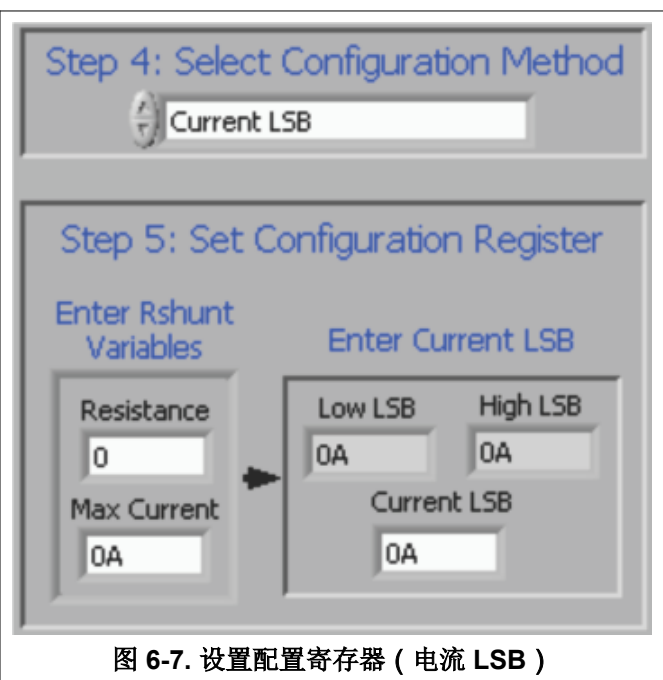 Step 4: Select Configuration Method
Current LSB
Step 5: Set Configuration Register
Enter Rshunt
Variables
Resistance
0
Max Current
0A
Enter Current LSB
Low LSB
0A
High LSB
0A
Current LSB
0A
图 6-7. 设置配置寄存器（电流 LSB）